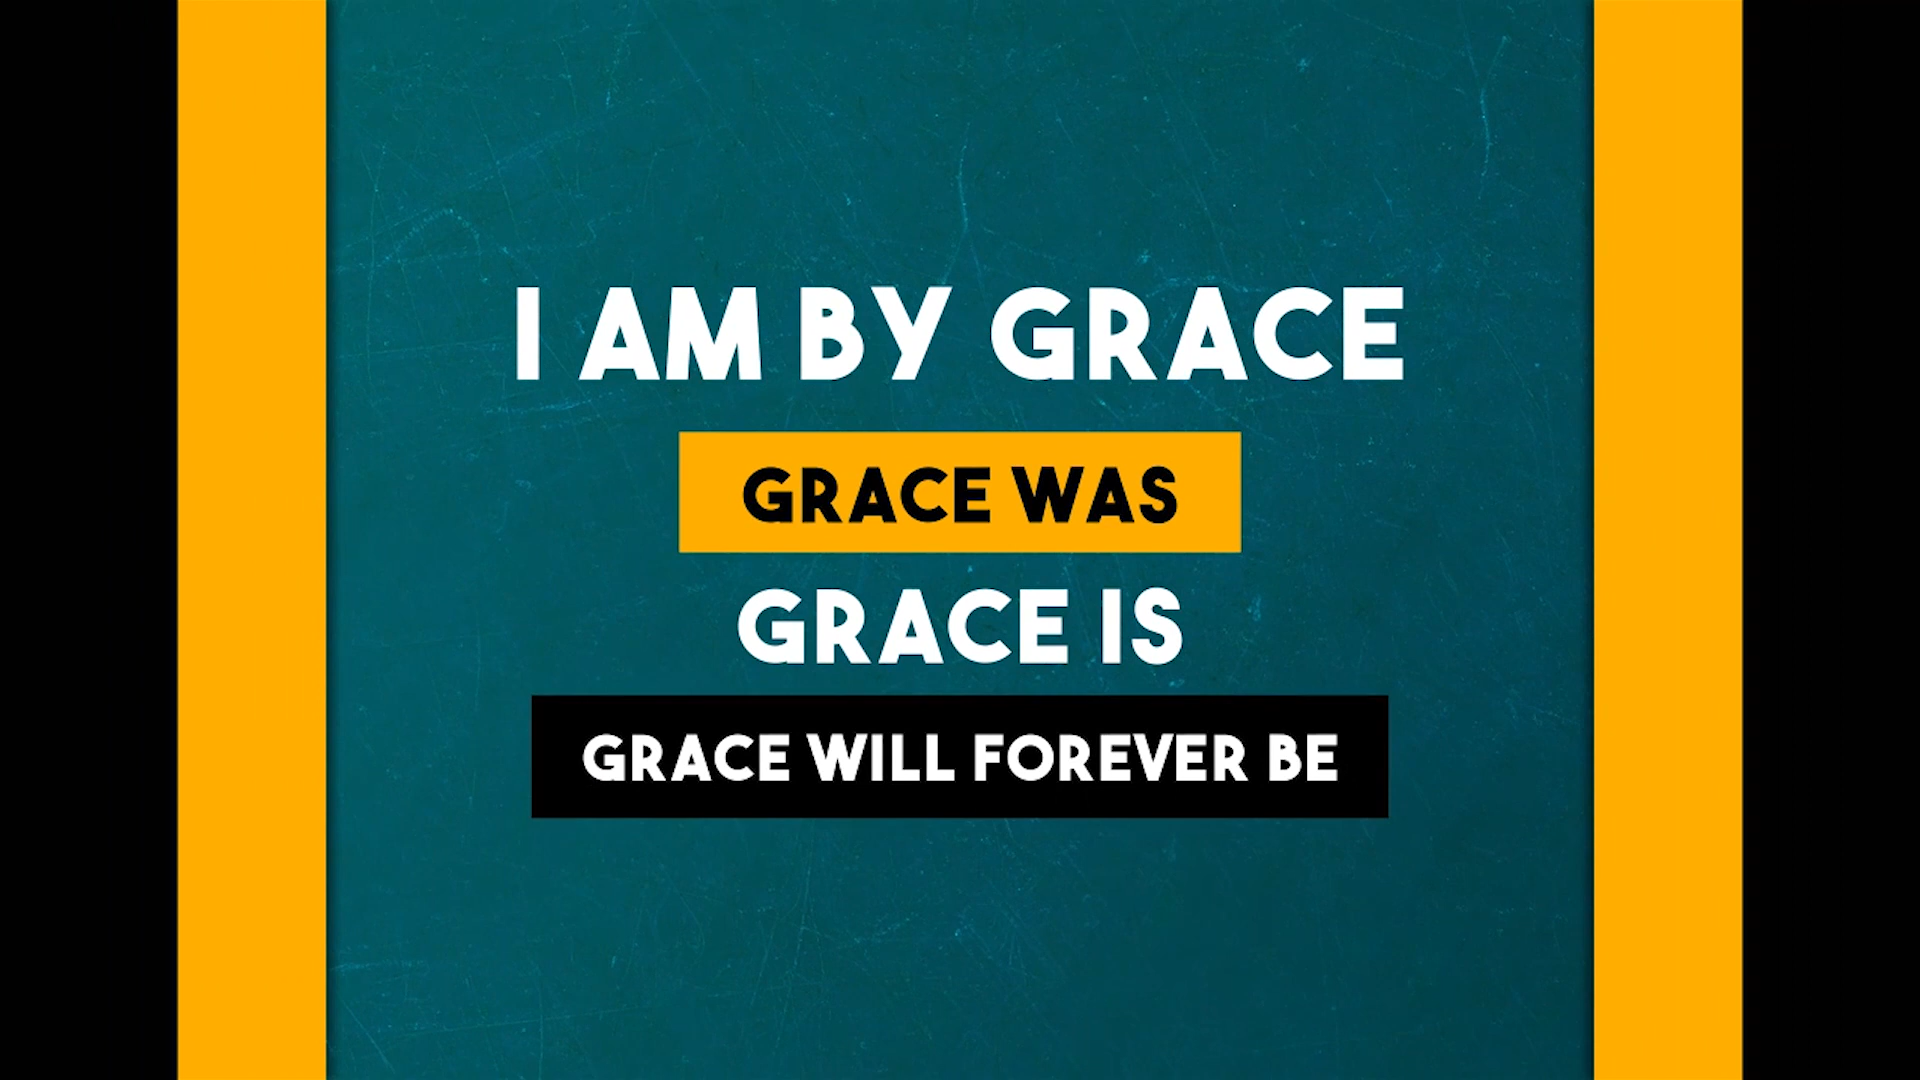 I AM BY GRACE
GRACE WAS
GRACE IS
GRACE WILL FOREVER BE